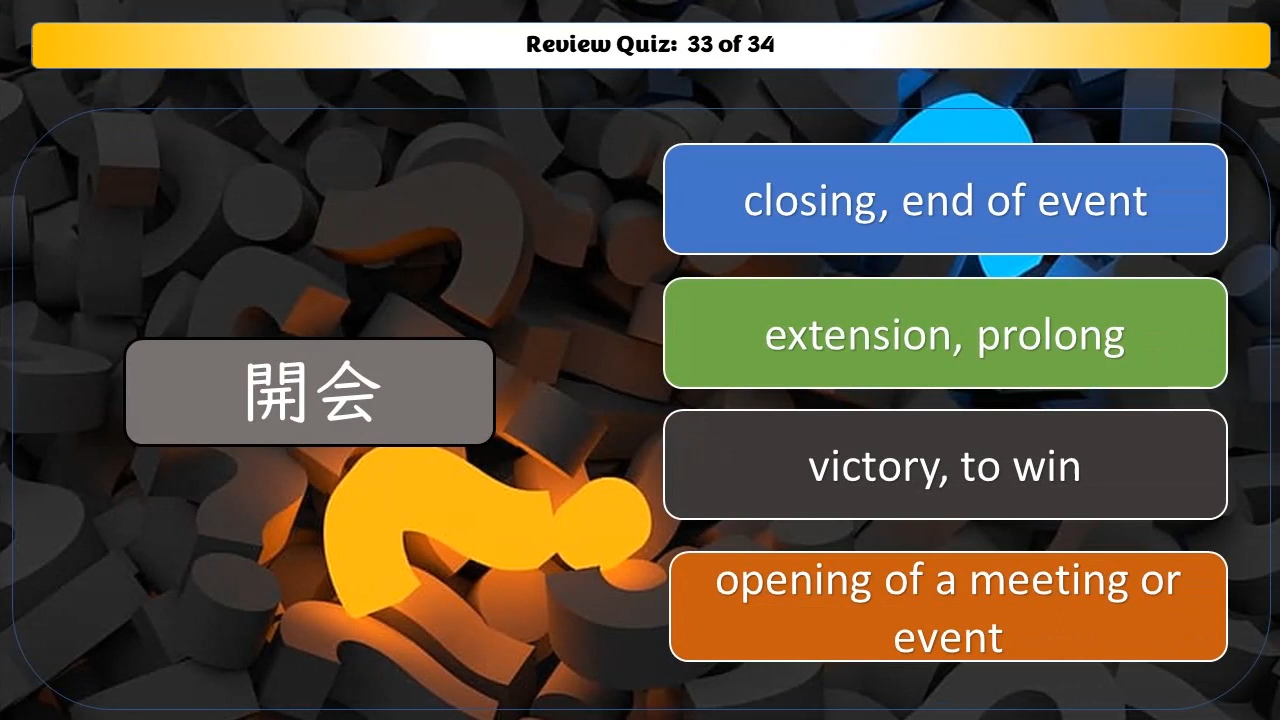 Review Quiz: 33 of 34
開会
closing, end of event
extension, prolong
victory, to win
opening of a meeting or
event